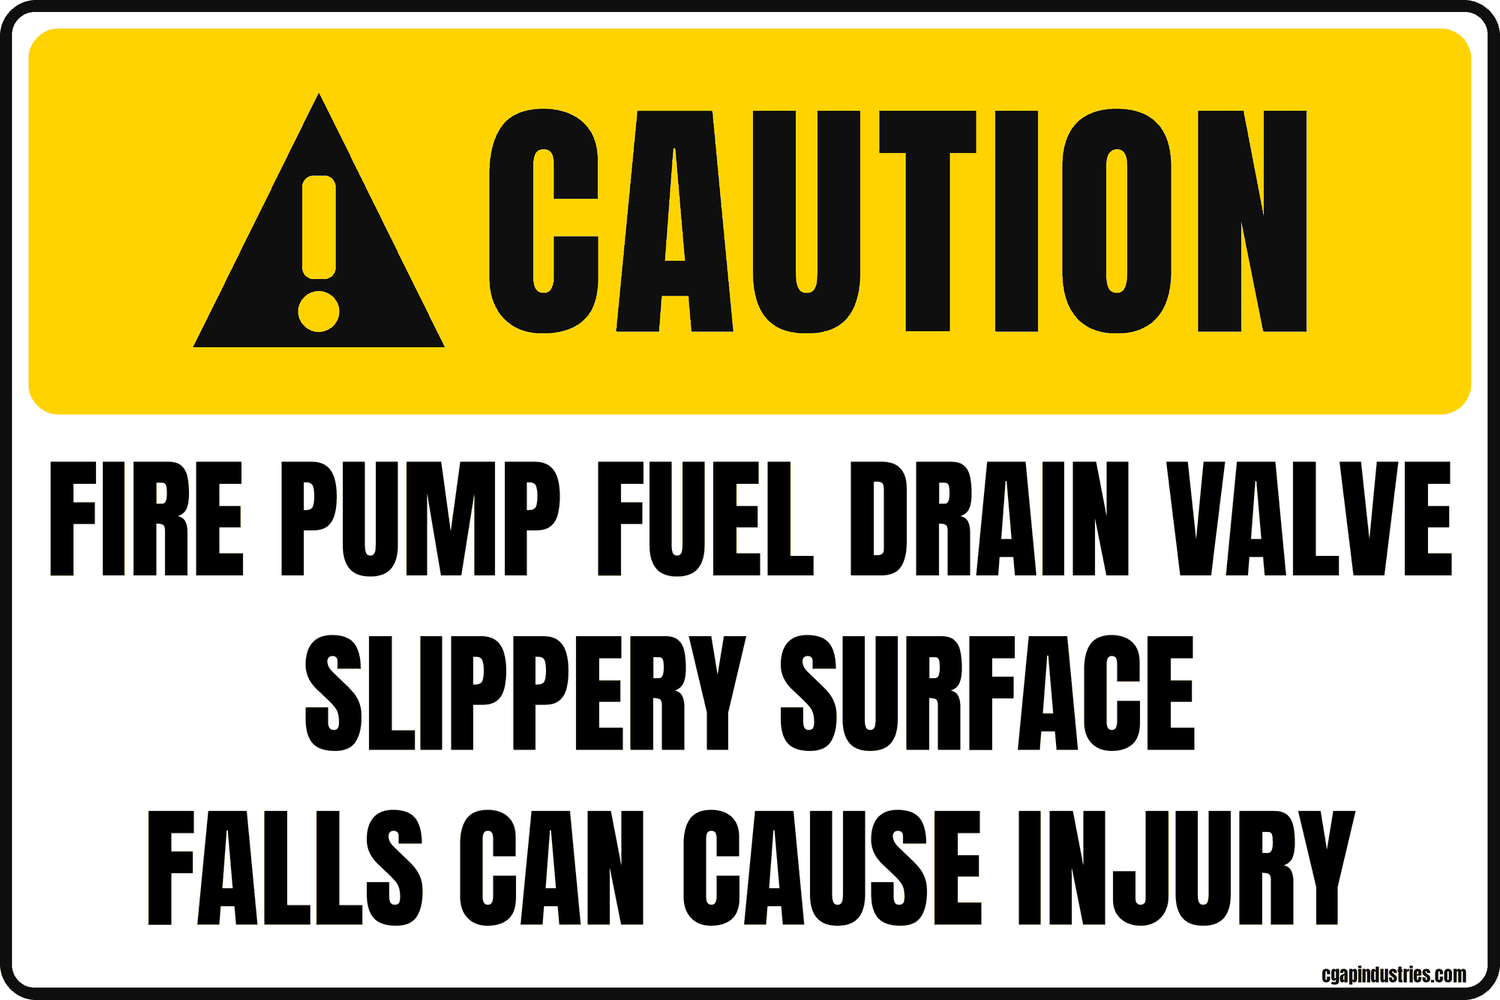 CAUTION
FIRE PUMP FUEL DRAIN VALVE
SLIPPERY SURFACE
FALLS CAN CAUSE INJURY
cgapindustries.com